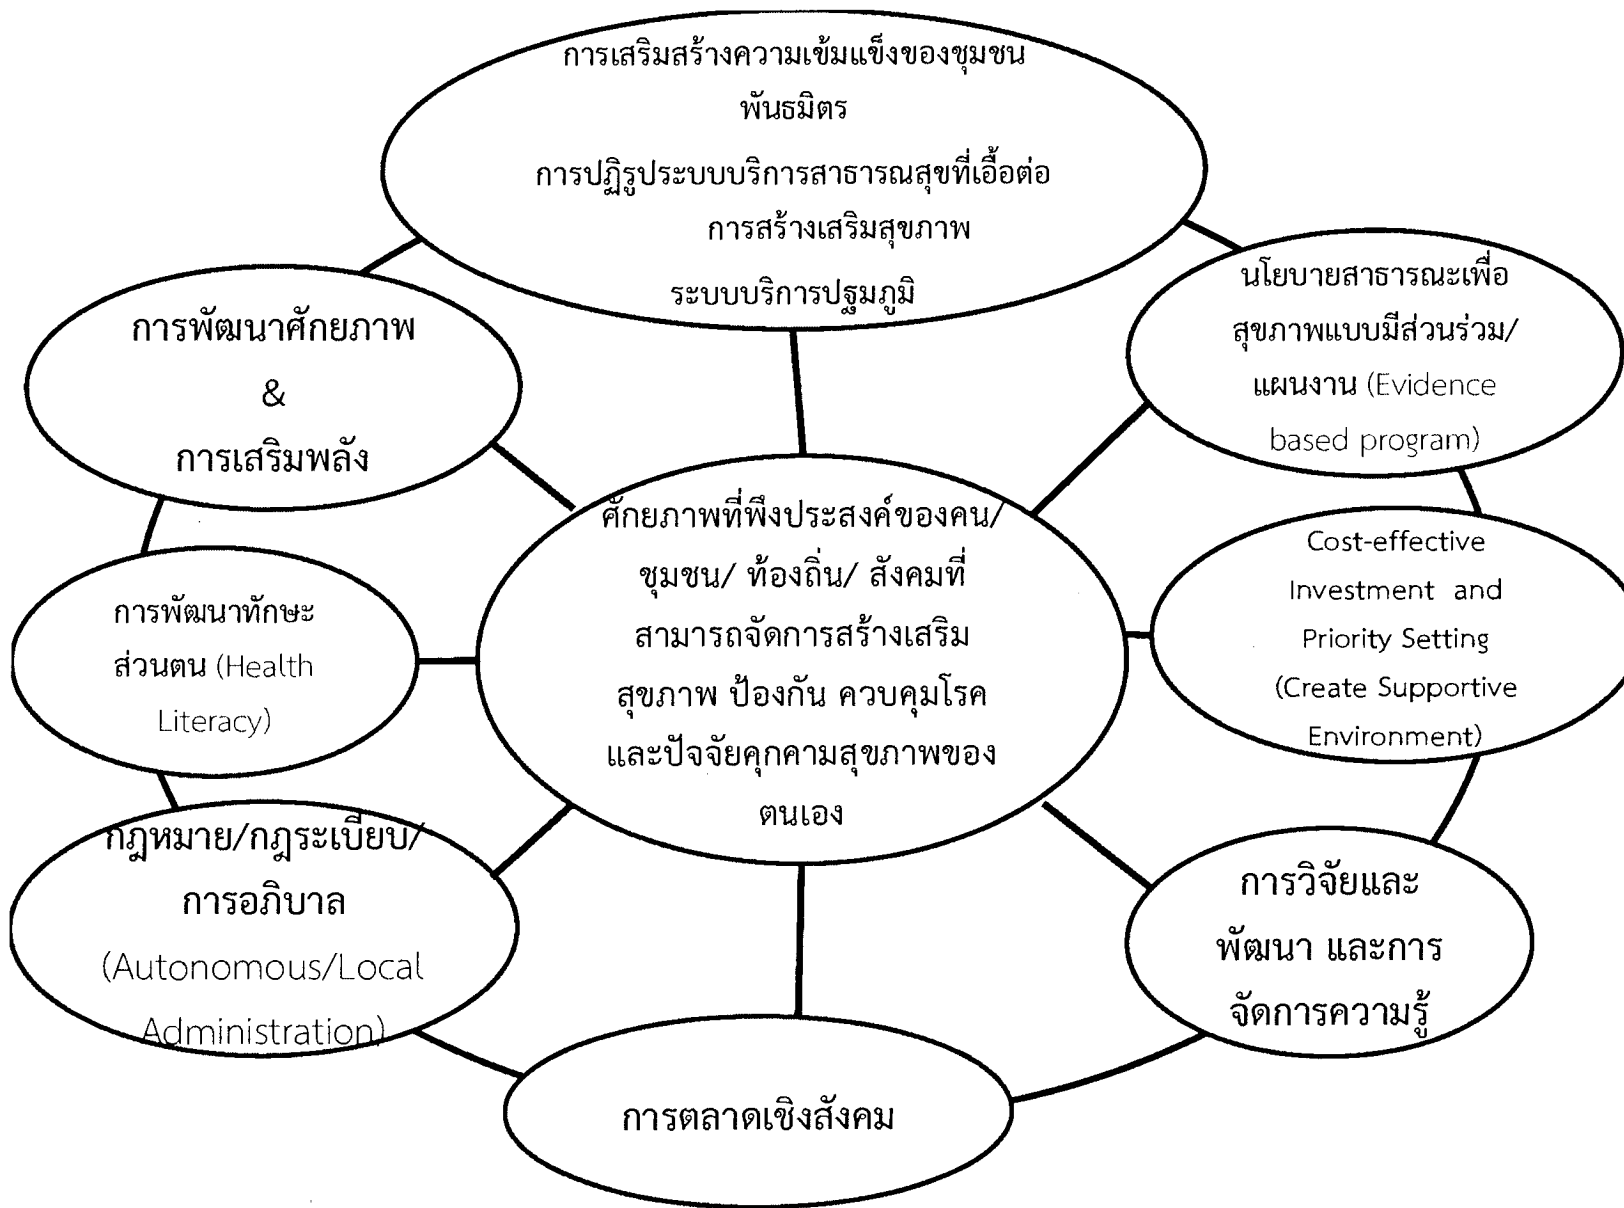 การเสริมสร้างความเข้มแข็งของชุมชน
พันธมิตร
การปฏิรูประบบบริการสาธารณสุขที่เอื้อต่อ
การสร้างเสริมสุขภาพ
ระบบบริการปฐมภูมิ
การพัฒนาศักยภาพ
&
การเสริมพลัง
นโยบายสาธารณะเพื่อ
สุขภาพแบบมีส่วนร่วม/
แผนงาน (Evidence
based program)
ศักยภาพที่พึงประสงค์ของคน/
ชุมชน/ ท้องถิ่น/ สังคมที่
สามารถจัดการสร้างเสริม
สุขภาพ ป้องกัน ควบคุมโรค
และปัจจัยคุกคามสุขภาพของ
ตนเอง
การพัฒนาทักษะ
ส่วนตน (Health
Literacy)
Cost-effective
Investment and
Priority Setting
(Create Supportive
Environment)
กฎหมาย/กฎระเบียบ/
การอภิบาล
(Autonomous/Local
Administration)
การวิจัยและ
พัฒนา และการ
จัดการความรู้
การตลาดเชิงสังคม